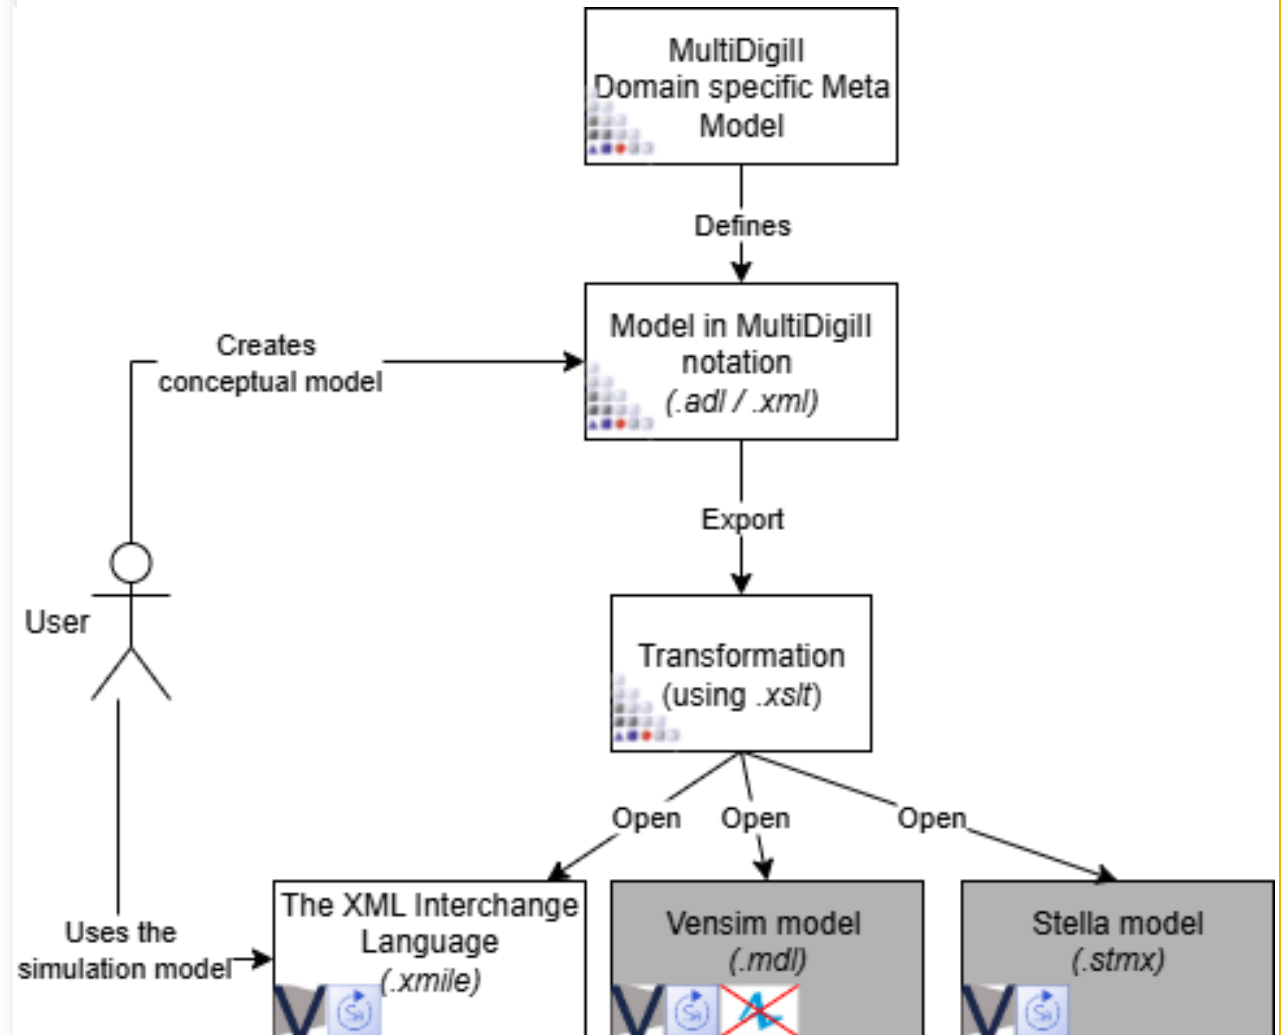 MultiDigiIl
Domain specific Meta
Model
Defines
Model in MultiDigiIl
notation
(.adl / .xml)
Creates
conceptual model
Export
User
Transformation
(using .xslt)
Open
Open
Open
Uses the
simulation model
The XML Interchange
Language
(.xmile)
Vensim model
(.mdl)
Stella model
(.stmx)